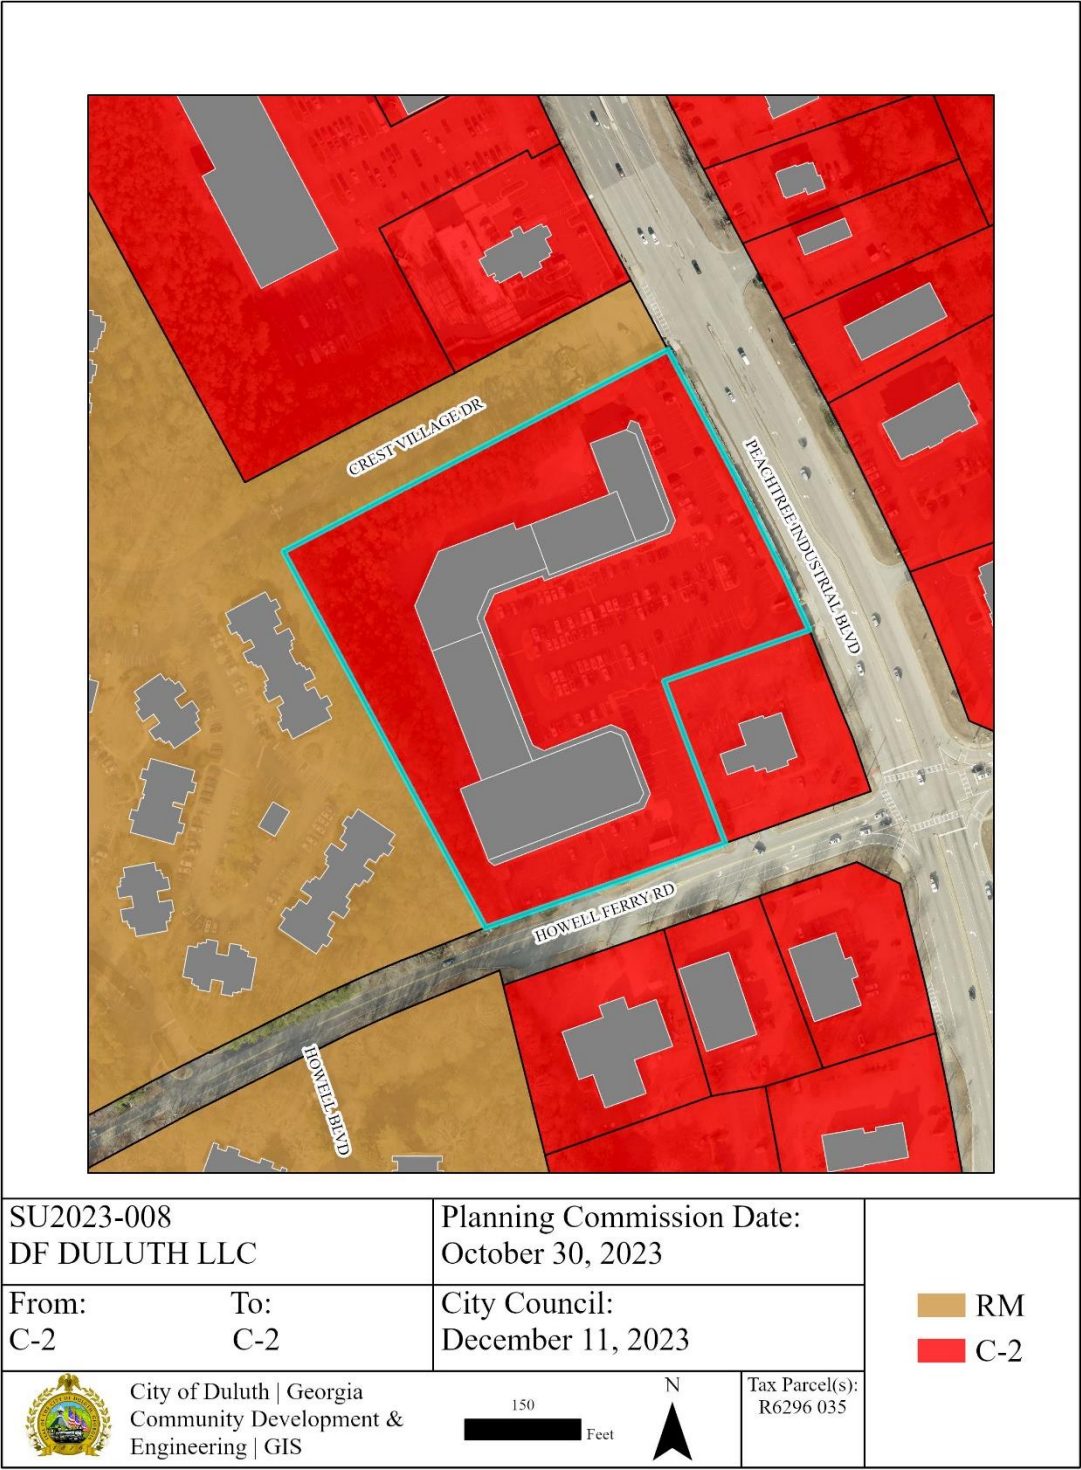 CREST VILLAGE DR
PEACHTREE INDUSTRIAL BLVD
HOWELL FERRY RD
HOWELL BLVD
SU2023-008
DF DULUTH LLC
Planning Commission Date:
October 30, 2023
From: To:
C-2 C-2
City Council:
December 11, 2023
RM
C-2
City of Duluth | Georgia
Community Development &
Engineering | GIS
150
Feet
N
Tax Parcel(s):
R6296 035